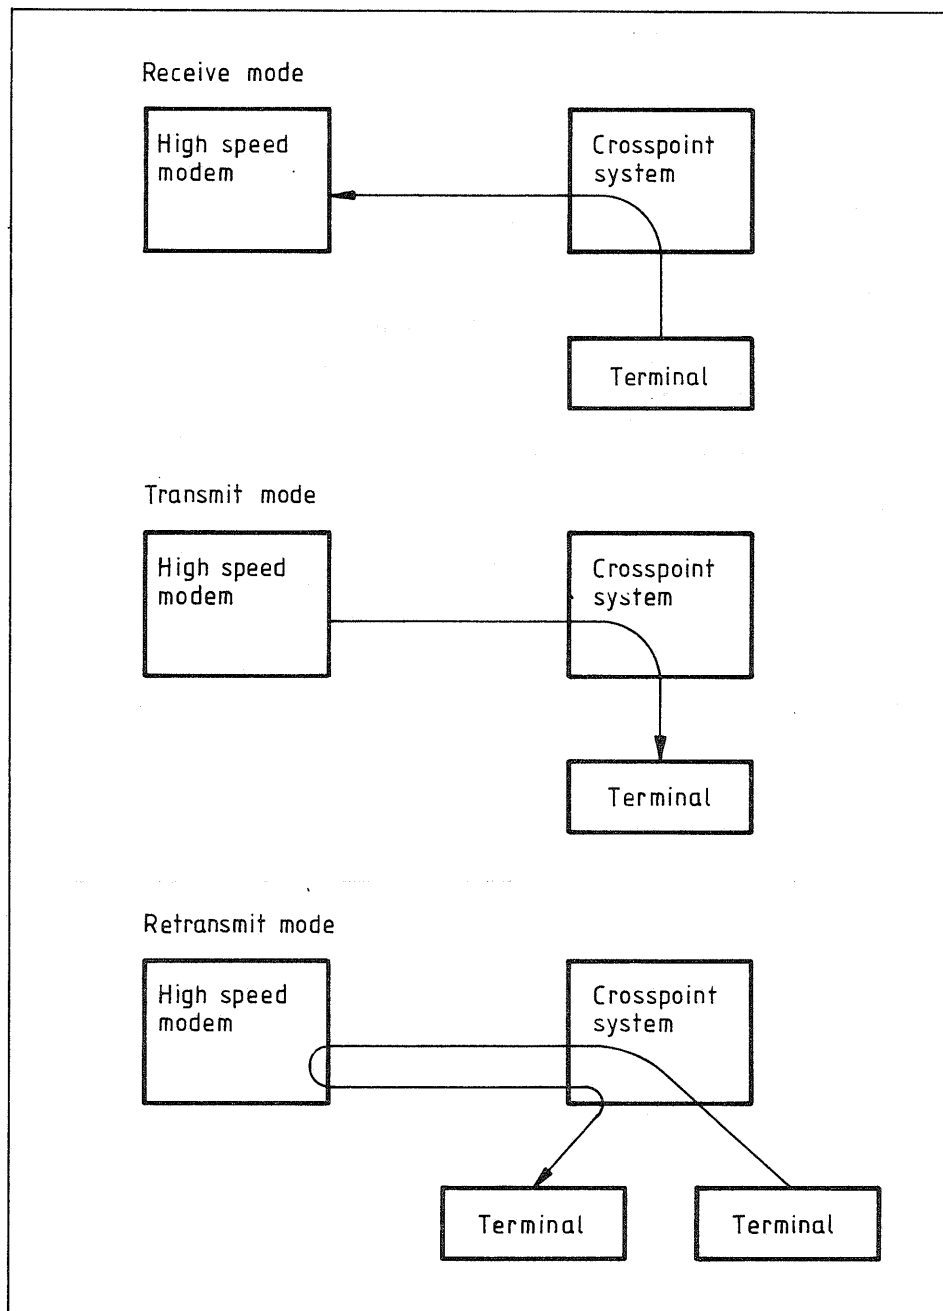 Receive mode
High speed
modem
Crosspoint
system
Terminal
Transmit mode
High speed
modem
Crosspoint
system
Terminal
Retransmit mode
High speed
modem
Crosspoint
system
Terminal
Terminal